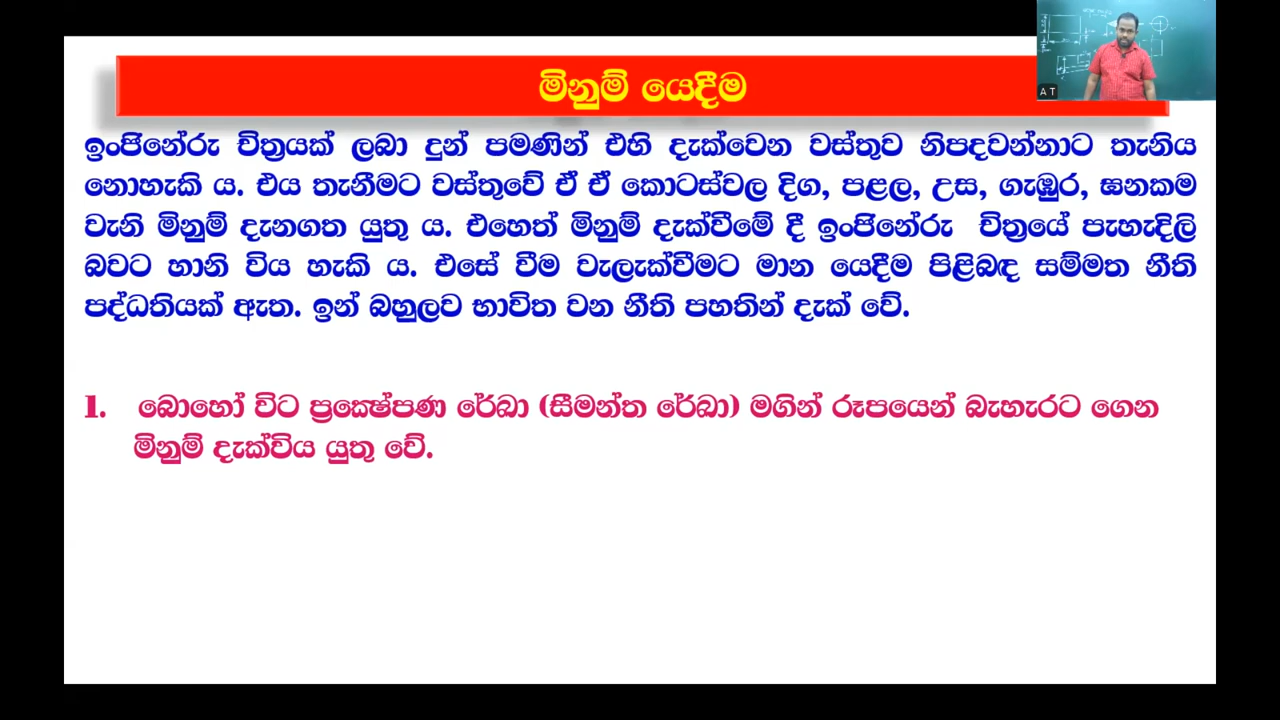 මිනුම් යෙදීම
ඉංජිනේරු චිත්‍රයක් ලබා දුන් පමණින් එහි දැක්වෙන වස්තුව නිපදවන්නාට තැනිය
නොහැකි ය. එය තැනීමට වස්තුවේ ඒ ඒ කොටස්වල දිග, පළල, උස, ගැඹුර, ඝනකම
වැනි මිනුම් දැනගත යුතු ය. එහෙත් මිනුම් දැක්වීමේ දී ඉංජිනේරු චිත්‍රයේ පැහැදිලි
බවට හානි විය හැකි ය. එසේ වීම වැලැක්වීමට මාන යෙදීම පිළිබඳ සම්මත නීති
පද්ධතියක් ඇත. ඉන් බහුලව භාවිත වන නීති පහතින් දැක් වේ.
1. බොහෝ විට ප්‍රක්‍ෂේපණ රේඛා (සීමන්ත රේඛා) මගින් රූපයෙන් බැහැරට ගෙන
මිනුම් දැක්විය යුතු වේ.
A T